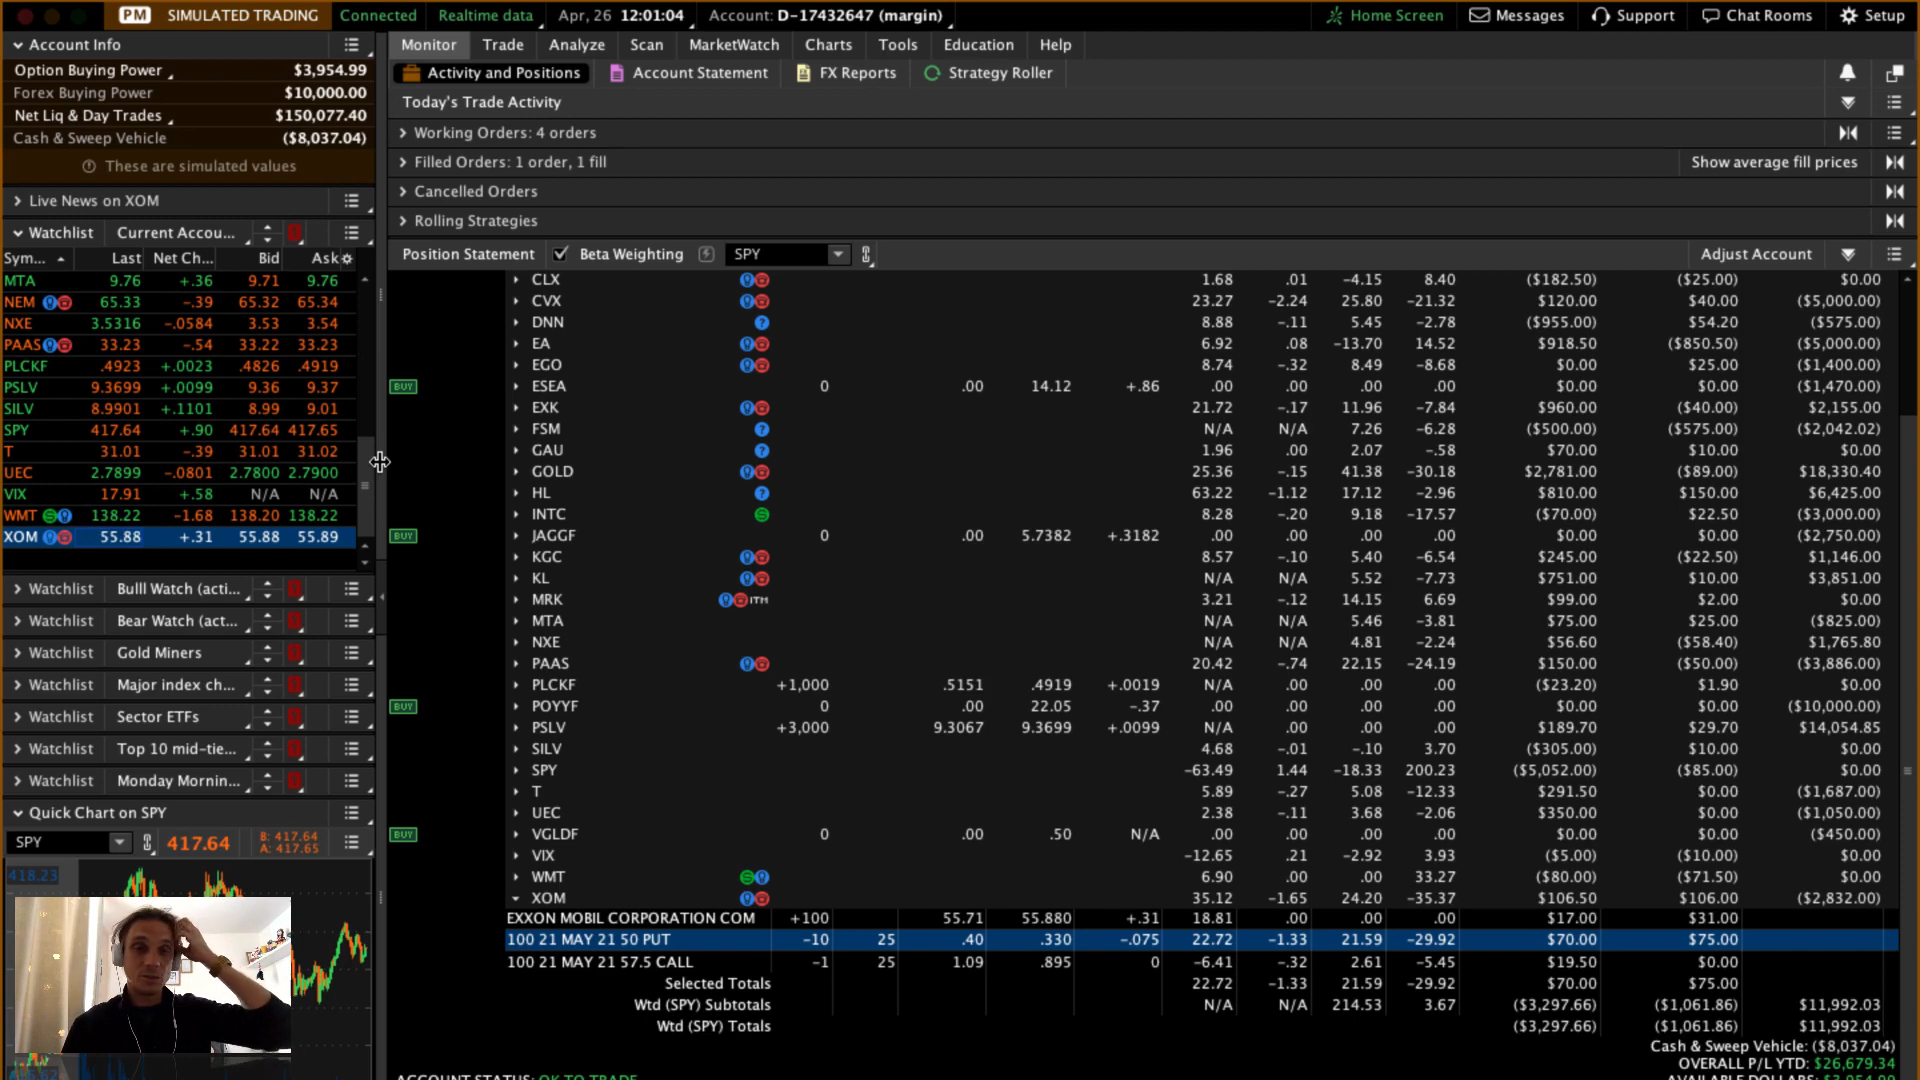 PM SIMULATED TRADING Connected Realtime data Apr, 26 12:01:04 Account: D-17432647 (margin) Home Screen Messages Support Chat Rooms Setup
Account Info
Option Buying Power $3,954.99
Forex Buying Power $10,000.00
Net Liq & Day Trades $150,077.40
Cash & Sweep Vehicle ($8,037.04)
These are simulated values
Live News on XOM
Watchlist Current Accou...
Sym... Last Net Ch... Bid Ask
MTA 9.76 +.36 9.71 9.76
NEM 65.33 -.39 65.32 65.34
NXE 3.5316 -.0584 3.53 3.54
PAAS 33.23 -.54 33.22 33.23
PLCKF .4923 +.0023 .4826 .4919
PSLV 9.3699 +.0099 9.36 9.37
SILV 8.9901 +.1101 8.99 9.01
SPY 417.64 +.90 417.64 417.65
T 31.01 -.39 31.01 31.02
UEC 2.7899 -.0801 2.7800 2.7900
VIX 17.91 +.58 N/A N/A
WMT 138.22 -1.68 138.20 138.22
XOM 55.88 +.31 55.88 55.89
Watchlist Bulll Watch (acti...
Watchlist Bear Watch (act...
Watchlist Gold Miners
Watchlist Major index ch...
Watchlist Sector ETFs
Watchlist Top 10 mid-tie...
Watchlist Monday Mornin...
Quick Chart on SPY
SPY 417.64 B: 417.64
A: 417.65
418.23
Monitor Trade Analyze Scan MarketWatch Charts Tools Education Help
Activity and Positions Account Statement FX Reports Strategy Roller
Today's Trade Activity
Working Orders: 4 orders
Filled Orders: 1 order, 1 fill Show average fill prices
Cancelled Orders
Rolling Strategies
Position Statement Beta Weighting SPY Adjust Account
CLX 1.68 .01 -4.15 8.40 ($182.50) ($25.00) $0.00
CVX 23.27 -2.24 25.80 -21.32 $120.00 $40.00 ($5,000.00)
DNN ? 8.88 -.11 5.45 -2.78 ($955.00) $54.20 ($575.00)
EA 6.92 .08 -13.70 14.52 $918.50 ($850.50) ($5,000.00)
EGO 8.74 -.32 8.49 -8.68 $0.00 $25.00 ($1,400.00)
BUY ESEA 0 .00 14.12 +.86 .00 .00 .00 .00 $0.00 $0.00 ($1,470.00)
EXK 21.72 -.17 11.96 -7.84 $960.00 ($40.00) $2,155.00
FSM ? N/A N/A 7.26 -6.28 ($500.00) ($575.00) ($2,042.02)
GAU ? 1.96 .00 2.07 -.58 $70.00 $10.00 ($0.00)
GOLD 25.36 -.15 41.38 -30.18 $2,781.00 ($89.00) $18,330.40
HL ? 63.22 -1.12 17.12 -2.96 $810.00 $150.00 $6,425.00
INTC 8.28 -.20 9.18 -17.57 ($70.00) $22.50 ($3,000.00)
BUY JAGGF 0 .00 5.7382 +.3182 .00 .00 .00 .00 $0.00 $0.00 ($2,750.00)
KGC 8.57 -.10 5.40 -6.54 $245.00 ($22.50) $1,146.00
KL N/A N/A 5.52 -7.73 $751.00 $10.00 $3,851.00
MRK ITM 3.21 -.12 14.15 6.69 $99.00 $2.00 $0.00
MTA N/A N/A 5.46 -3.81 $75.00 $25.00 ($825.00)
NXE N/A N/A 4.81 -2.24 $56.60 ($58.40) $1,765.80
PAAS 20.42 -.74 22.15 -24.19 $150.00 ($50.00) ($3,886.00)
PLCKF +1,000 .5151 .4919 +.0019 N/A .00 .00 .00 ($23.20) $1.90 $0.00
BUY POYYF 0 .00 22.05 -.37 .00 .00 .00 .00 $0.00 $0.00 ($10,000.00)
PSLV +3,000 9.3067 9.3699 +.0099 N/A .00 .00 .00 $189.70 $29.70 $14,054.85
SILV 4.68 -.01 -.10 3.70 ($305.00) $10.00 $0.00
SPY -63.49 1.44 -18.33 200.23 ($5,052.00) ($85.00) $0.00
T 5.89 -.27 5.08 -12.33 $291.50 $0.00 ($1,687.00)
UEC 2.38 -.11 3.68 -2.06 $350.00 $0.00 ($1,050.00)
BUY VGLDF 0 .00 .50 N/A .00 .00 .00 .00 $0.00 $0.00 ($450.00)
VIX -12.65 .21 -2.92 3.93 ($5.00) ($10.00) $0.00
WMT 6.90 .00 .00 33.27 ($80.00) ($71.50) $0.00
XOM 35.12 -1.65 24.20 -35.37 $106.50 $106.00 ($2,832.00)
EXXON MOBIL CORPORATION COM +100 55.71 55.880 +.31 18.81 .00 .00 .00 $17.00 $31.00
100 21 MAY 21 50 PUT -10 25 .40 .330 -.075 22.72 -1.33 21.59 -29.92 $70.00 $75.00
100 21 MAY 21 57.5 CALL -1 25 1.09 .895 0 -6.41 -.32 2.61 -5.45 $19.50 $0.00
Selected Totals 22.72 -1.33 21.59 -29.92 $70.00 $75.00
Wtd (SPY) Subtotals N/A N/A 214.53 3.67 ($3,297.66) ($1,061.86) $11,992.03
Wtd (SPY) Totals ($3,297.66) ($1,061.86) $11,992.03
Cash & Sweep Vehicle: ($8,037.04)
OVERALL P/L YTD: $26,679.34
ACCOUNT STATUS: OK TO TRADE AVAILABLE DOLLARS: $3,954.99